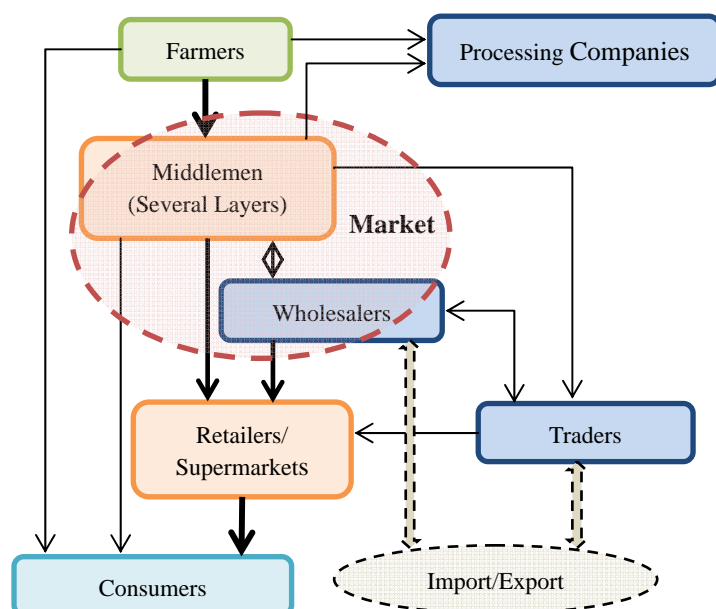 Farmers
Processing Companies
Middlemen
(Several Layers)
Market
Wholesalers
Retailers/
Supermarkets
Traders
Consumers
Import/Export